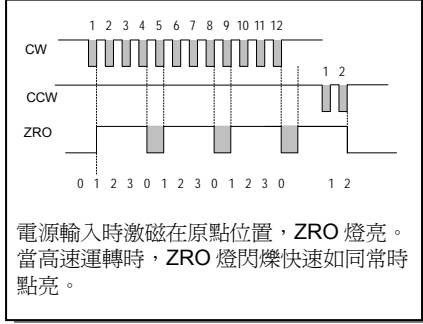 1 2 3 4 5 6 7 8 9 10 11 12
CW
1 2
CCW
ZRO
0 1 2 3 0 1 2 3 0 1 2 3 0 1 2
電源輸入時激磁在原點位置，ZRO 燈亮。
當高速運轉時，ZRO 燈閃爍快速如同常時
點亮。